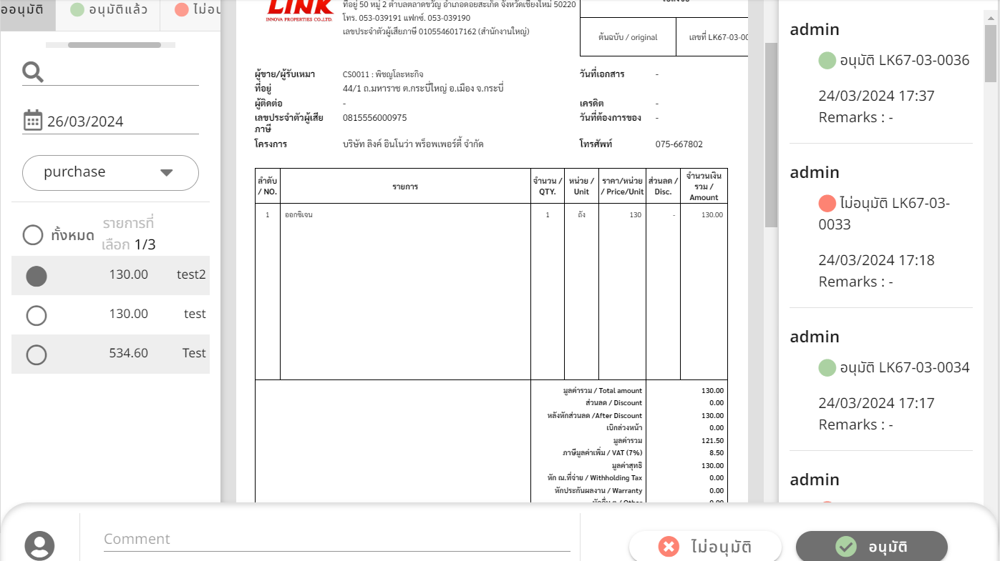 ออนุมัติ
อนุมัติแล้ว
26/03/2024
purchase
ทั้งหมด
รายการที่
เลือก 1/3
130.00 test2
130.00 test
534.60 Test
LINK
INNOVA PROPERTIES CO.,LTD.
ที่อยู่ 50 หมู่ 2 ตำบลตลาดขวัญ อำเภอดอยสะเก็ด จังหวัดเชียงใหม่ 50220
โทร. 053-039191 แฟกซ์. 053-039190
เลขประจำตัวผู้เสียภาษี 0105546017162 (สำนักงานใหญ่)
ต้นฉบับ / original
เลขที่ LK67-03-00
ผู้ขาย/ผู้รับเหมา CS0011 : พิชญโลหะกิจ วันที่เอกสาร -
ที่อยู่ 44/1 ถ.มหาราช ต.กระบี่ใหญ่ อ.เมือง จ.กระบี่
ผู้ติดต่อ - เครดิต -
เลขประจำตัวผู้เสีย 0815556000975 วันที่ต้องการของ -
ภาษี
โครงการ บริษัท ลิงค์ อินโนว่า พร็อพเพอร์ตี้ จำกัด โทรศัพท์ 075-667802
ลำดับ / NO. รายการ จำนวน / QTY. หน่วย / Unit ราคา/หน่วย / Price/Unit ส่วนลด / Disc. จำนวนเงินรวม / Amount
1 ออกซิเจน 1 ถัง 130 - 130.00
มูลค่ารวม / Total amount 130.00
ส่วนลด / Discount 0.00
หลังหักส่วนลด /After Discount 130.00
เบิกล่วงหน้า 0.00
มูลค่ารวม 121.50
ภาษีมูลค่าเพิ่ม / VAT (7%) 8.50
มูลค่าสุทธิ 130.00
หัก ณ.ที่จ่าย / Withholding Tax 0.00
หักประกันผลงาน / Warranty 0.00
admin
อนุมัติ LK67-03-0036
24/03/2024 17:37
Remarks : -
admin
ไม่อนุมัติ LK67-03-
0033
24/03/2024 17:18
Remarks : -
admin
อนุมัติ LK67-03-0034
24/03/2024 17:17
Remarks : -
admin
Comment
ไม่อนุมัติ
อนุมัติ